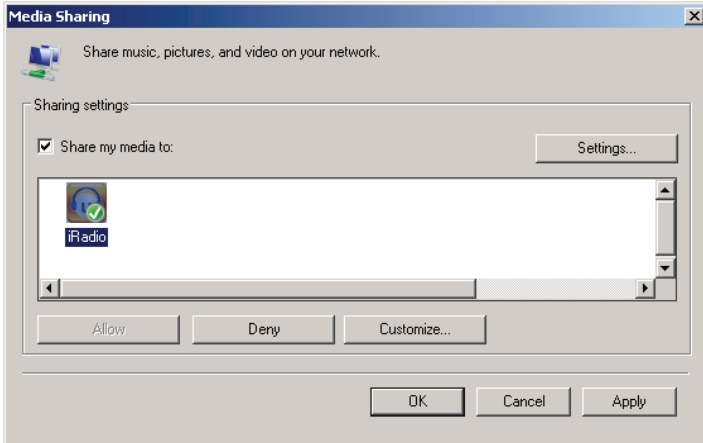 Media Sharing
Share music, pictures, and video on your network.
Sharing settings
Share my media to:
Settings...
iRadio
Allow
Deny
Customize...
OK
Cancel
Apply